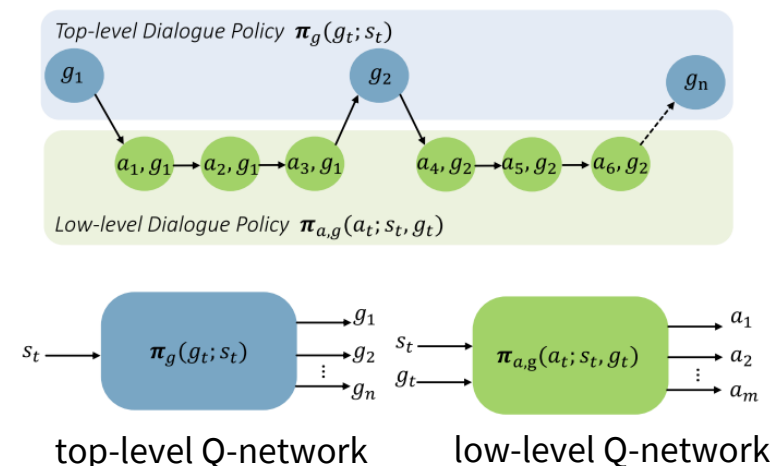 Top-level Dialogue Policy π_g(g_t; s_t)
g_1 g_2 g_n
a_1, g_1 a_2, g_1 a_3, g_1 a_4, g_2 a_5, g_2 a_6, g_2
Low-level Dialogue Policy π_{a,g}(a_t; s_t, g_t)
s_t π_g(g_t; s_t) g_1
g_2
⋮
g_n
s_t g_t π_{a,g}(a_t; s_t, g_t) a_1
a_2
⋮
a_m
top-level Q-network
low-level Q-network